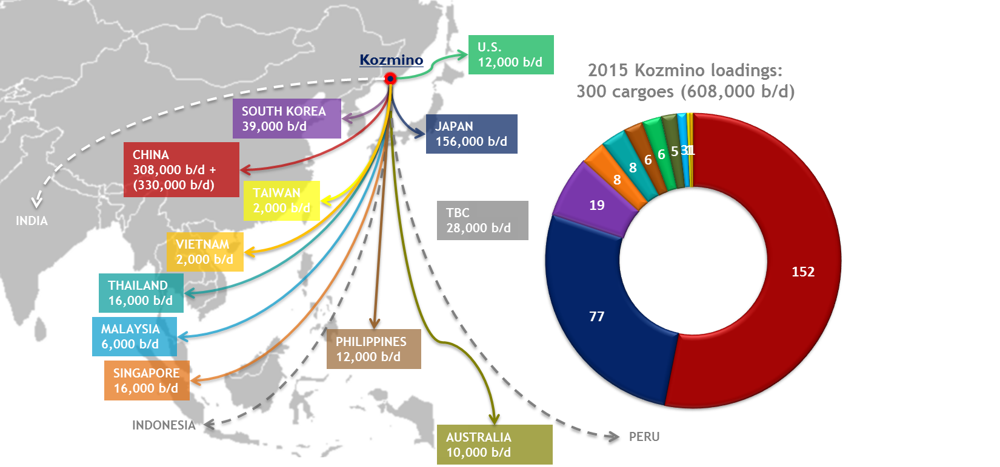 U.S.
12,000 b/d
Kozmino
2015 Kozmino loadings:
300 cargoes (608,000 b/d)
SOUTH KOREA
39,000 b/d
JAPAN
156,000 b/d
CHINA
308,000 b/d +
(330,000 b/d)
TAIWAN
2,000 b/d
INDIA
TBC
28,000 b/d
VIETNAM
2,000 b/d
THAILAND
16,000 b/d
MALAYSIA
6,000 b/d
PHILIPPINES
12,000 b/d
SINGAPORE
16,000 b/d
INDONESIA
AUSTRALIA
10,000 b/d
PERU
152
77
19
8
8
6
6
5
3
1
1